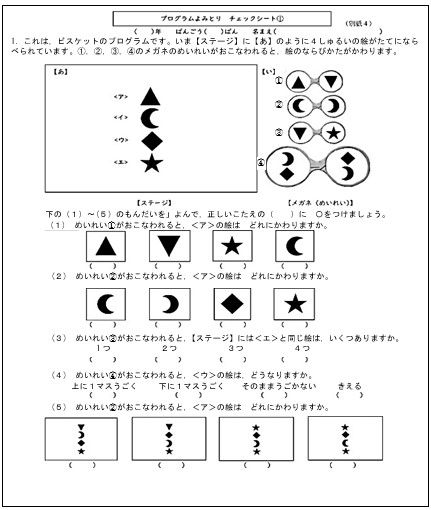 プログラムよみとり チェックシート①
(別紙4)
( )年 ばんごう( )ばん なまえ( )
1. これは,ビスケットのプログラムです。いま【ステージ】に【あ】のように4しゅるいの絵がたてになら
べられています。①,②,③,④のメガネのめいれいがおこなわれると,絵のならびかたがかわります。
【あ】
【い】
<ア>
<イ>
<ウ>
<エ>
①
②
③
④
【ステージ】
【メガネ(めいれい)】
下の(1)~(5)のもんだいを」よんで,正しいこたえの( )に ○をつけましょう。
(1) めいれい①がおこなわれると,<ア>の絵は どれにかわりますか。
( ) ( ) ( ) ( )
(2) めいれい②がおこなわれると,<ア>の絵は どれにかわりますか。
( ) ( ) ( ) ( )
(3) めいれい③がおこなわれると,【ステージ】には<エ>と同じ絵は,いくつありますか。
1つ 2つ 3つ 4つ
( ) ( ) ( ) ( )
(4) めいれい④がおこなわれると,<ウ>の絵は,どうなりますか。
上に1マスうごく 下に1マスうごく そのままうごかない きえる
( ) ( ) ( ) ( )
(5) めいれい②がおこなわれると,<ア>の絵は どれにかわりますか。
( ) ( ) ( ) ( )